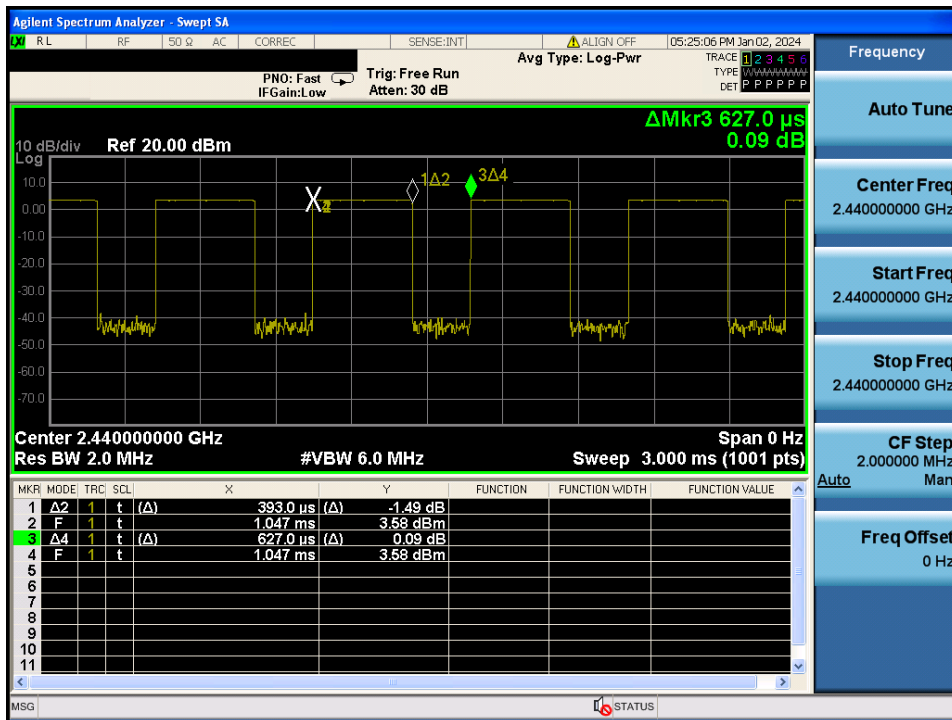 Agilent Spectrum Analyzer - Swept SA
LXI RL RF 50 Ω AC CORREC SENSE:INT ALIGN OFF 05:25:06 PM Jan 02, 2024
PNO: Fast
IFGain:Low
Trig: Free Run
Atten: 30 dB
Avg Type: Log-Pwr
TRACE 1 2 3 4 5 6
TYPE WWWWWW
DET P P P P P P
ΔMkr3 627.0 µs
0.09 dB
10 dB/div Ref 20.00 dBm
Log
10.0
0.00
-10.0
-20.0
-30.0
-40.0
-50.0
-60.0
-70.0
X
1Δ2
3Δ4
Center 2.440000000 GHz Span 0 Hz
Res BW 2.0 MHz #VBW 6.0 MHz Sweep 3.000 ms (1001 pts)
MKR MODE TRC SCL X Y FUNCTION FUNCTION WIDTH FUNCTION VALUE
1 Δ2 1 t (Δ) 393.0 µs (Δ) -1.49 dB
2 F 1 t 1.047 ms 3.58 dBm
3 Δ4 1 t (Δ) 627.0 µs (Δ) 0.09 dB
4 F 1 t 1.047 ms 3.58 dBm
5
6
7
8
9
10
11
MSG STATUS
Frequency
Auto Tune
Center Freq
2.440000000 GHz
Start Freq
2.440000000 GHz
Stop Freq
2.440000000 GHz
CF Step
2.000000 MHz
Auto Man
Freq Offset
0 Hz